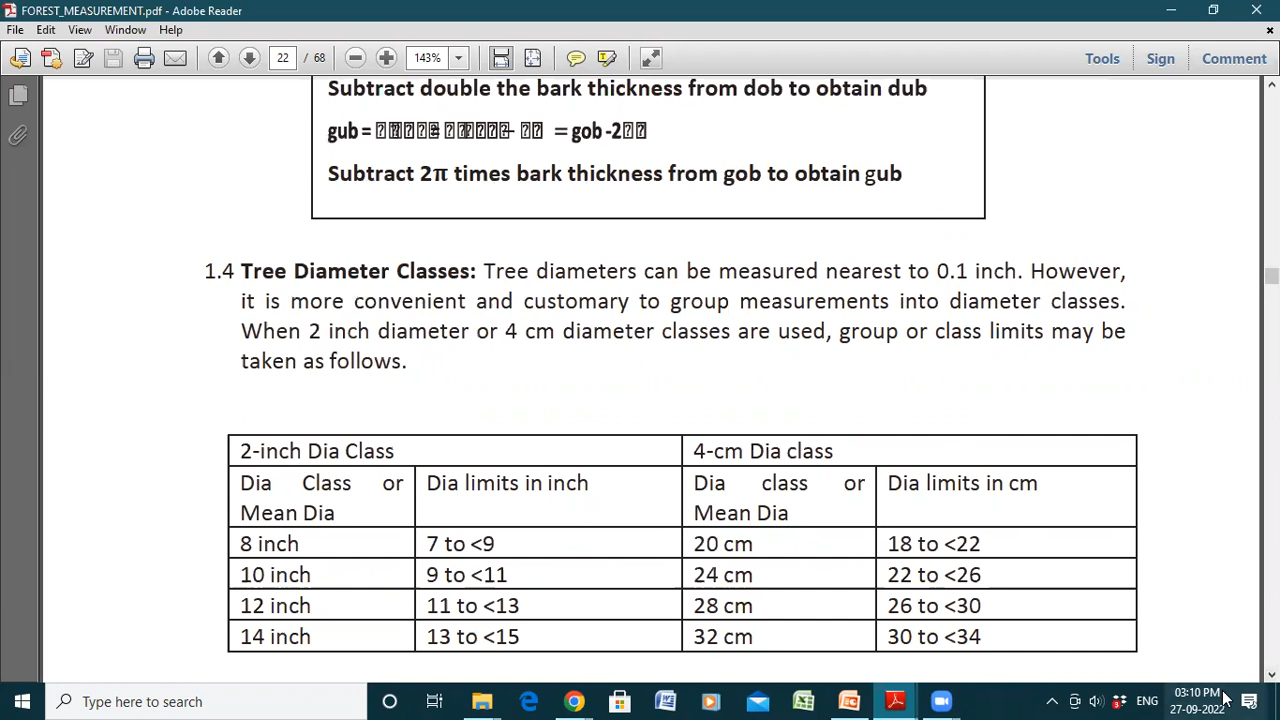 FOREST_MEASUREMENT.pdf - Adobe Reader
File Edit View Window Help
22 / 68 143% Tools Sign Comment
Subtract double the bark thickness from dob to obtain dub
gub = = gob -2
Subtract 2π times bark thickness from gob to obtain gub
1.4 Tree Diameter Classes: Tree diameters can be measured nearest to 0.1 inch. However,
it is more convenient and customary to group measurements into diameter classes.
When 2 inch diameter or 4 cm diameter classes are used, group or class limits may be
taken as follows.
2-inch Dia Class 4-cm Dia class
Dia Class or Mean Dia Dia limits in inch Dia class or Mean Dia Dia limits in cm
8 inch 7 to <9 20 cm 18 to <22
10 inch 9 to <11 24 cm 22 to <26
12 inch 11 to <13 28 cm 26 to <30
14 inch 13 to <15 32 cm 30 to <34
Type here to search ENG 03:10 PM
27-09-2022